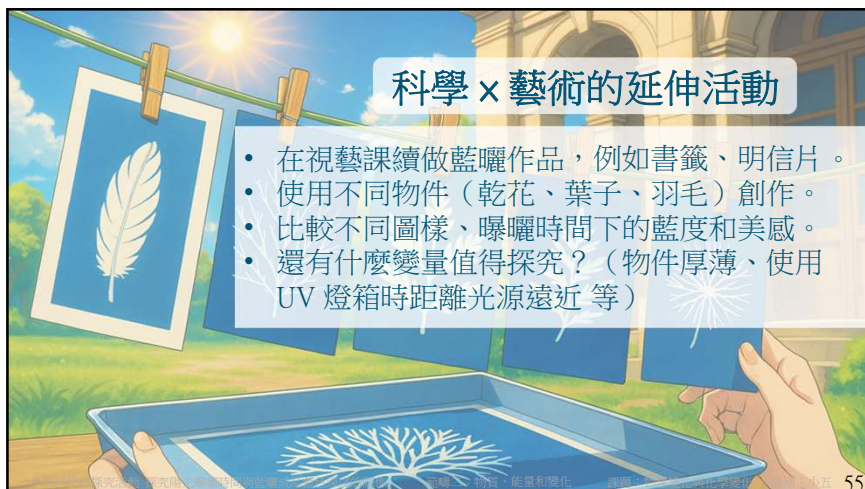 科學 x 藝術的延伸活動
• 在視藝課續做藍曬作品，例如書籤、明信片。
• 使用不同物件（乾花、葉子、羽毛）創作。
• 比較不同圖樣、曝曬時間下的藍度和美感。
• 還有什麼變量值得探究？（物件厚薄、使用
UV 燈箱時距離光源遠近 等）
物質、能量和變化 課題： 小五 55